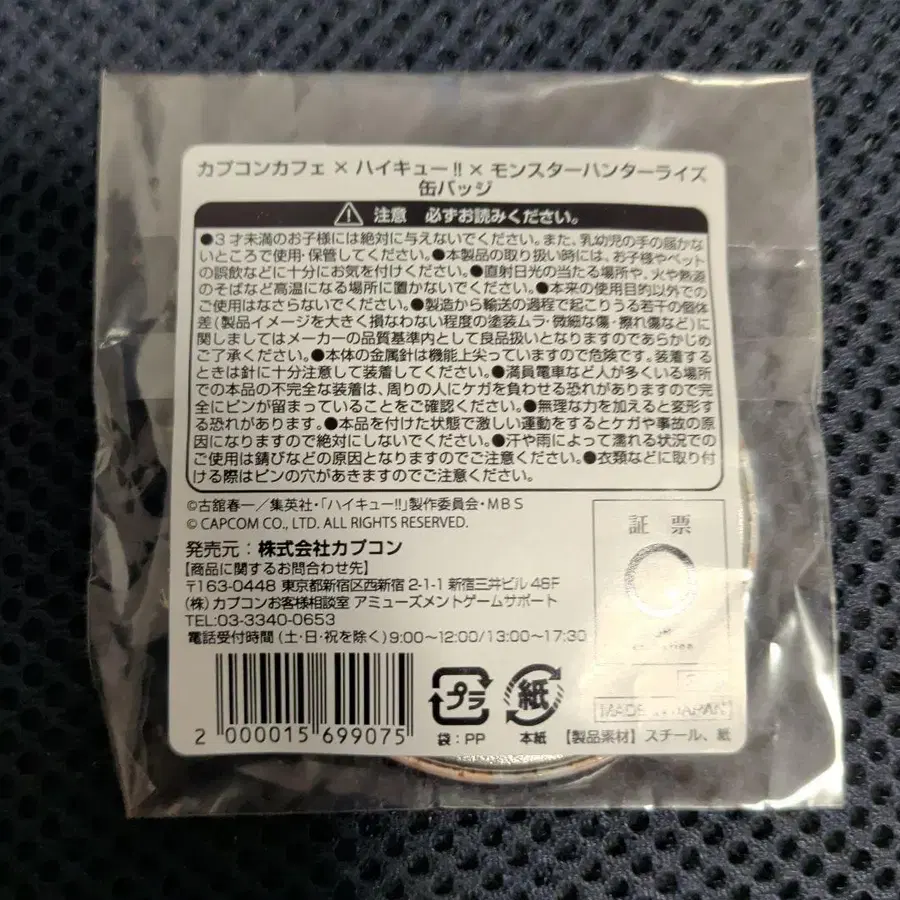 カプコンカフェ × ハイキュー!! × モンスターハンターライズ
缶バッジ
注意 必ずお読みください。
●3才未満のお子様には絶対に与えないでください。また、乳幼児の手の届かな
いところで使用・保管してください。●本製品の取り扱い時には、お子様やペット
の誤飲などに十分にお気を付けください。●直射日光の当たる場所や、火や熱源
のそばなど高温になる場所に置かないでください。●本来の使用目的以外での
ご使用はなさらないでください。●製造から輸送の過程で起こりうる若干の個体
差(製品イメージを大きく損なわない程度の塗装ムラ・微細な傷・擦れ傷など)に
関しましてはメーカーの品質基準内として良品扱いとなりますのであらかじめ
ご了承ください。●本体の金属針は機能上尖っていますので危険です。装着する
ときは針に十分注意して装着してください。●満員電車など人が多くいる場所
での本品の不完全な装着は、周りの人にケガを負わせる恐れがありますので完
全にピンが留まっていることをご確認ください。●無理な力を加えると変形す
る恐れがあります。●本品を付けた状態で激しい運動をするとケガや事故の原
因になりますので絶対にしないでください。●汗や雨によって濡れる状況での
ご使用は錆びなどの原因となりますのでご注意ください。●衣類などに取り付
ける際はピンの穴があきますのでご注意ください。
©古舘春一/集英社・「ハイキュー!!」製作委員会・MBS
© CAPCOM CO., LTD. ALL RIGHTS RESERVED.
発売元:株式会社カプコン
【商品に関するお問合わせ先】
〒163-0448 東京都新宿区西新宿 2-1-1 新宿三井ビル 48F
(株)カプコンお客様相談室 アミューズメントゲームサポート
TEL:03-3340-0653
電話受付時間(土・日・祝を除く)9:00~12:00/13:00~17:30
証 票
MADE IN JAPAN
2 000015 699075
プラ
袋:PP
紙
本紙
【製品素材】スチール、紙